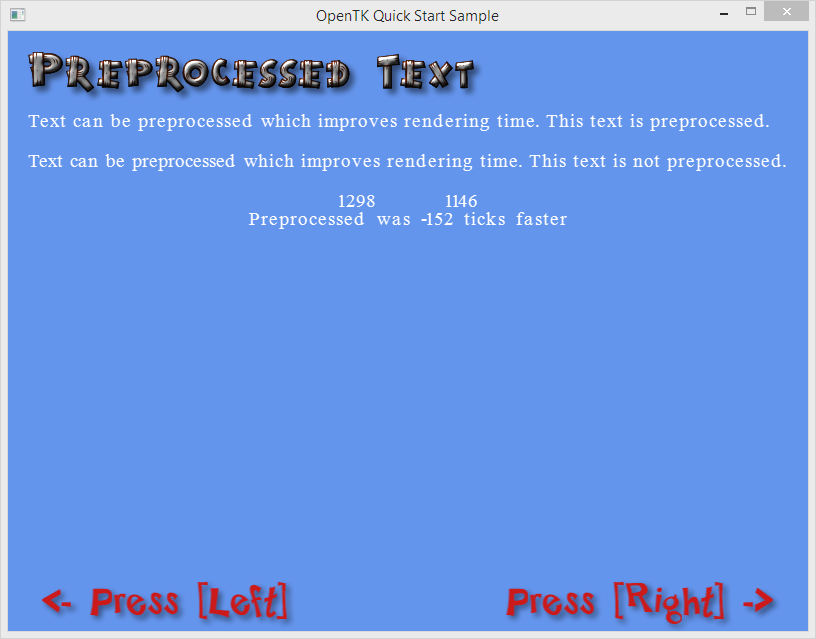 OpenTK Quick Start Sample
PreProcessed Text
Text can be preprocessed which improves rendering time. This text is preprocessed.
Text can be preprocessed which improves rendering time. This text is not preprocessed.
1298 1146
Preprocessed was -152 ticks faster
<- Press [Left] Press [Right] ->